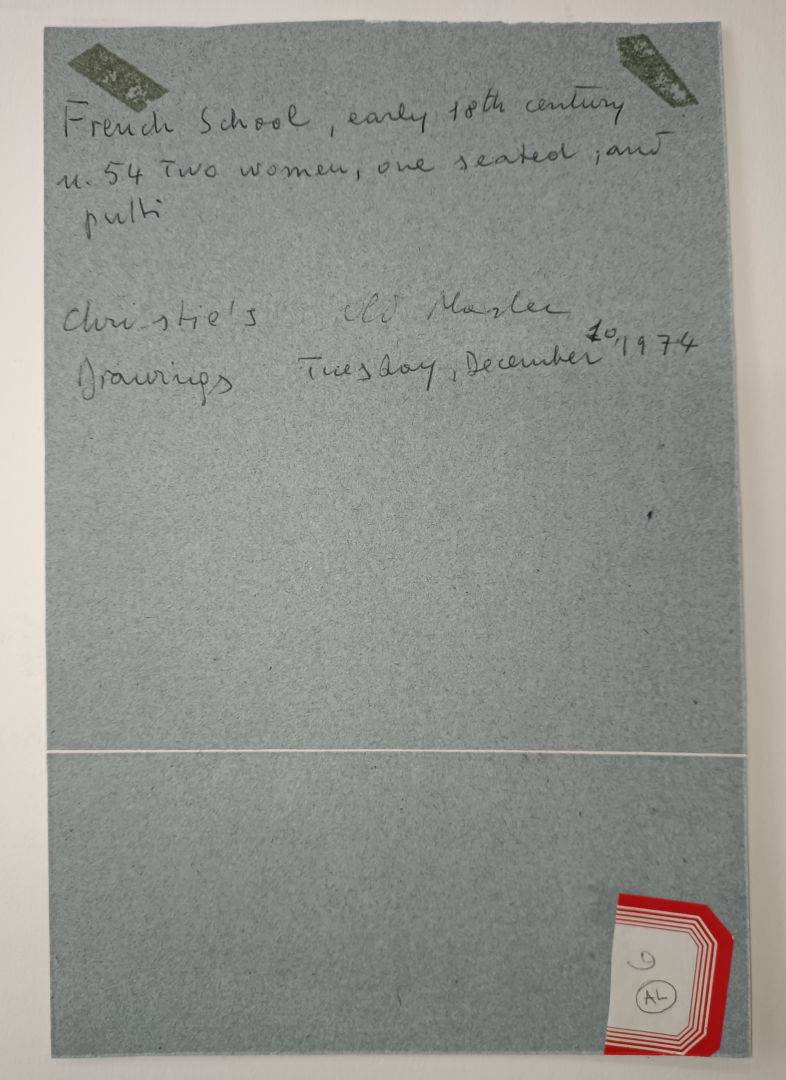 French School, early 18th century
n. 54 Two women, one seated, and
putti
Christie's Old Master
Drawings Tuesday, December 10, 1974
6
AL